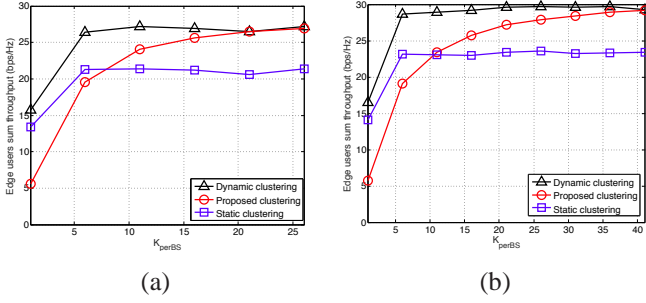 30
25
20
15
10
5
0
Edge users sum throughput (bps/Hz)
5 10 15 20 25
K_perBS
Dynamic clustering
Proposed clustering
Static clustering
(a)
30
25
20
15
10
5
0
Edge users sum throughput (bps/Hz)
5 10 15 20 25 30 35 40
K_perBS
Dynamic clustering
Proposed clustering
Static clustering
(b)